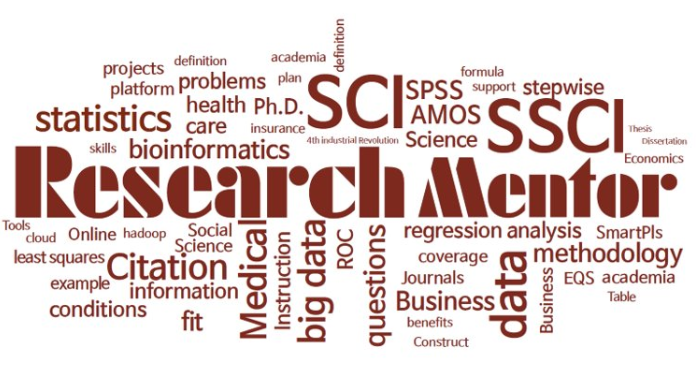 definition
projects
definition
academia
platform
problems
plan
SCI
SPSS
formula
support
stepwise
statistics
health
Ph.D.
AMOS
SSCI
care
insurance
skills
bioinformatics
4th industrial Revolution
Science
Thesis
Dissertation
Economics
Research Mentor
Tools
cloud
Online
hadoop
Social
Science
Medical
Instruction
big data
ROC
questions
regression analysis
SmartPls
least squares
Citation
coverage
data
methodology
example
information
Journals
Business
EQS
academia
conditions
fit
Business
Table
benefits
Construct